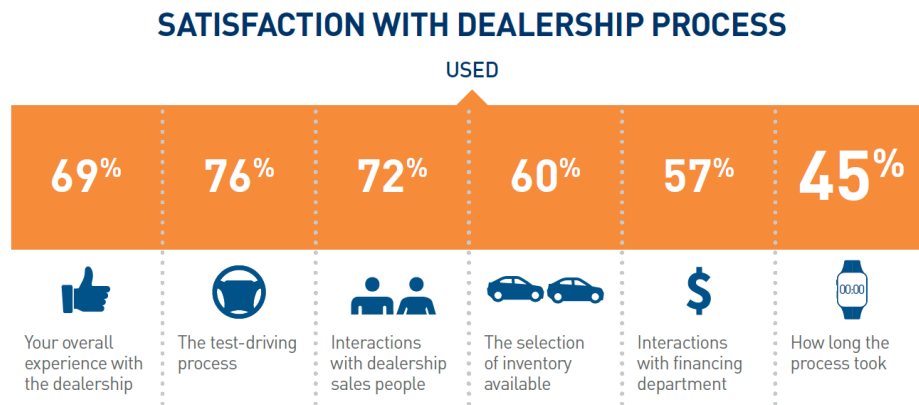 SATISFACTION WITH DEALERSHIP PROCESS
USED
69%
76%
72%
60%
57%
45%
00:00
Your overall
experience with
the dealership
The test-driving
process
Interactions
with dealership
sales people
The selection
of inventory
available
Interactions
with financing
department
How long the
process took